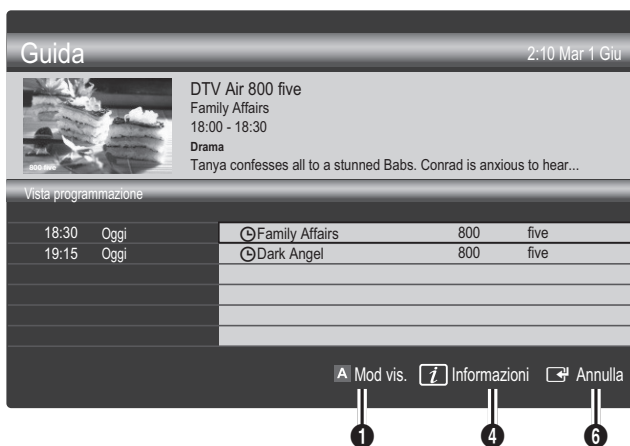 Guida 2:10 Mar 1 Giu
DTV Air 800 five
Family Affairs
18:00 - 18:30
Drama
Tanya confesses all to a stunned Babs. Conrad is anxious to hear...
800 five
Vista programmazione
18:30 Oggi Family Affairs 800 five
19:15 Oggi Dark Angel 800 five
A Mod vis. i Informazioni Annulla
1 4 6